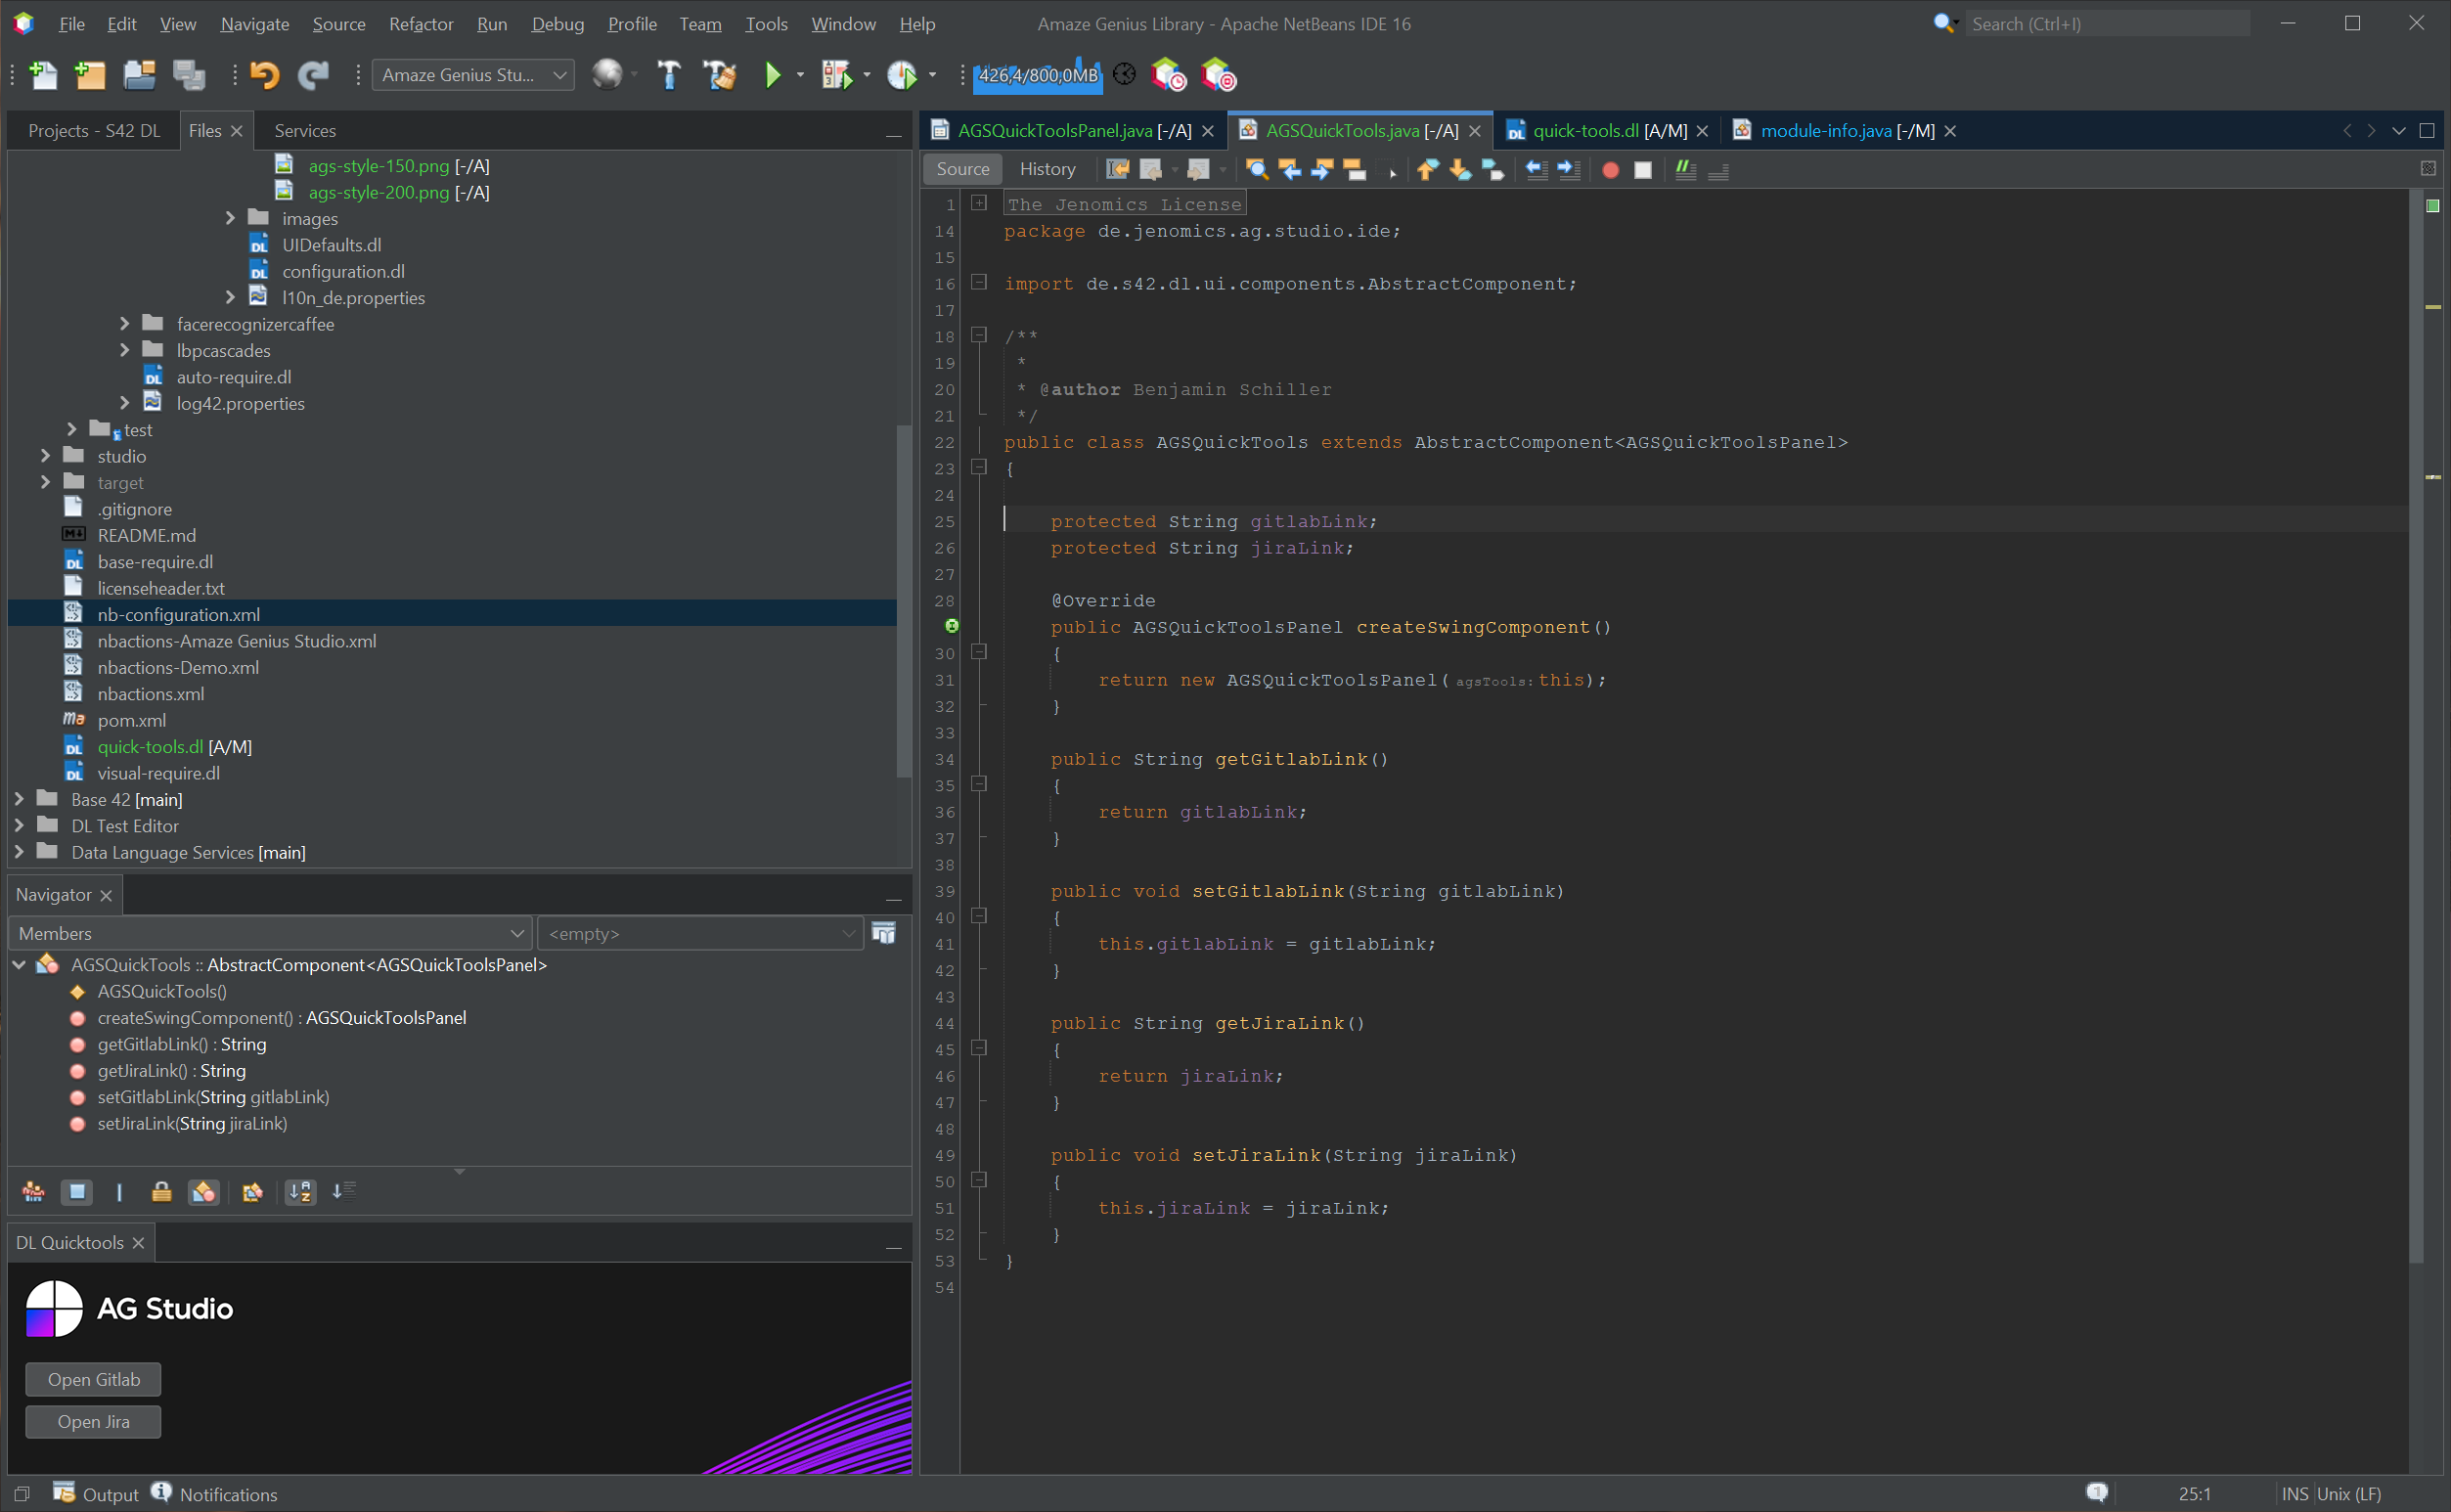 File Edit View Navigate Source Refactor Run Debug Profile Team Tools Window Help
Amaze Genius Library - Apache NetBeans IDE 16
Search (Ctrl+I)
Amaze Genius Stu...
426,4/800,0MB
Projects - S42 DL
Files
Services
ags-style-150.png [-/A]
ags-style-200.png [-/A]
images
UIDefaults.dl
configuration.dl
l10n_de.properties
facerecognizercaffee
lbpcascades
auto-require.dl
log42.properties
test
studio
target
.gitignore
README.md
base-require.dl
licenseheader.txt
nb-configuration.xml
nbactions-Amaze Genius Studio.xml
nbactions-Demo.xml
nbactions.xml
pom.xml
quick-tools.dl [A/M]
visual-require.dl
Base 42 [main]
DL Test Editor
Data Language Services [main]
Navigator
Members
<empty>
AGSQuickTools :: AbstractComponent<AGSQuickToolsPanel>
AGSQuickTools()
createSwingComponent() : AGSQuickToolsPanel
getGitlabLink() : String
getJiraLink() : String
setGitlabLink(String gitlabLink)
setJiraLink(String jiraLink)
DL Quicktools
AG Studio
Open Gitlab
Open Jira
AGSQuickToolsPanel.java [-/A]
AGSQuickTools.java [-/A]
quick-tools.dl [A/M]
module-info.java [-/M]
Source History
1 The Jenomics License
14 package de.jenomics.ag.studio.ide;
15
16 import de.s42.dl.ui.components.AbstractComponent;
17
18 /**
19 *
20 * @author Benjamin Schiller
21 */
22 public class AGSQuickTools extends AbstractComponent<AGSQuickToolsPanel>
23 {
24
25 protected String gitlabLink;
26 protected String jiraLink;
27
28 @Override
public AGSQuickToolsPanel createSwingComponent()
30 {
31 return new AGSQuickToolsPanel( agsTools: this);
32 }
33
34 public String getGitlabLink()
35 {
36 return gitlabLink;
37 }
38
39 public void setGitlabLink(String gitlabLink)
40 {
41 this.gitlabLink = gitlabLink;
42 }
43
44 public String getJiraLink()
45 {
46 return jiraLink;
47 }
48
49 public void setJiraLink(String jiraLink)
50 {
51 this.jiraLink = jiraLink;
52 }
53 }
54
Output
Notifications
1
25:1
INS
Unix (LF)